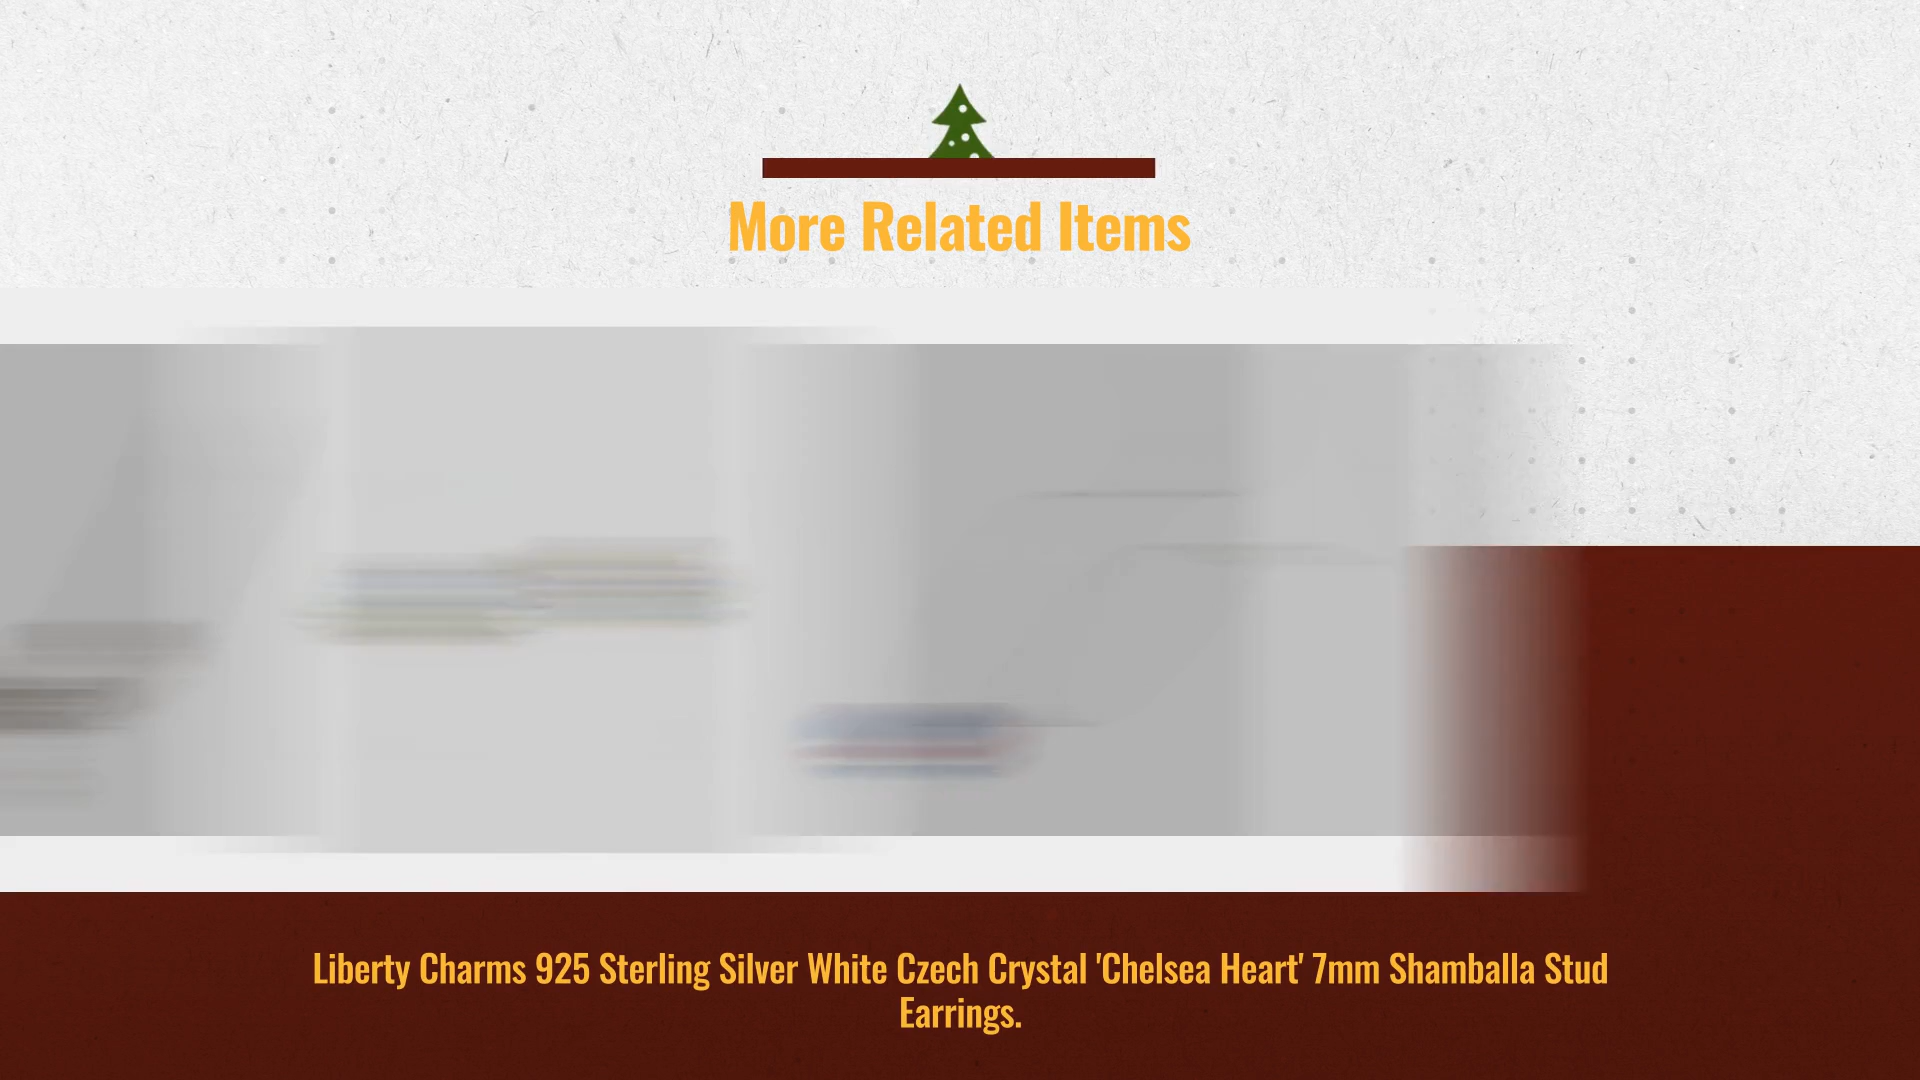 More Related Items
Liberty Charms 925 Sterling Silver White Czech Crystal 'Chelsea Heart' 7mm Shamballa Stud
Earrings.